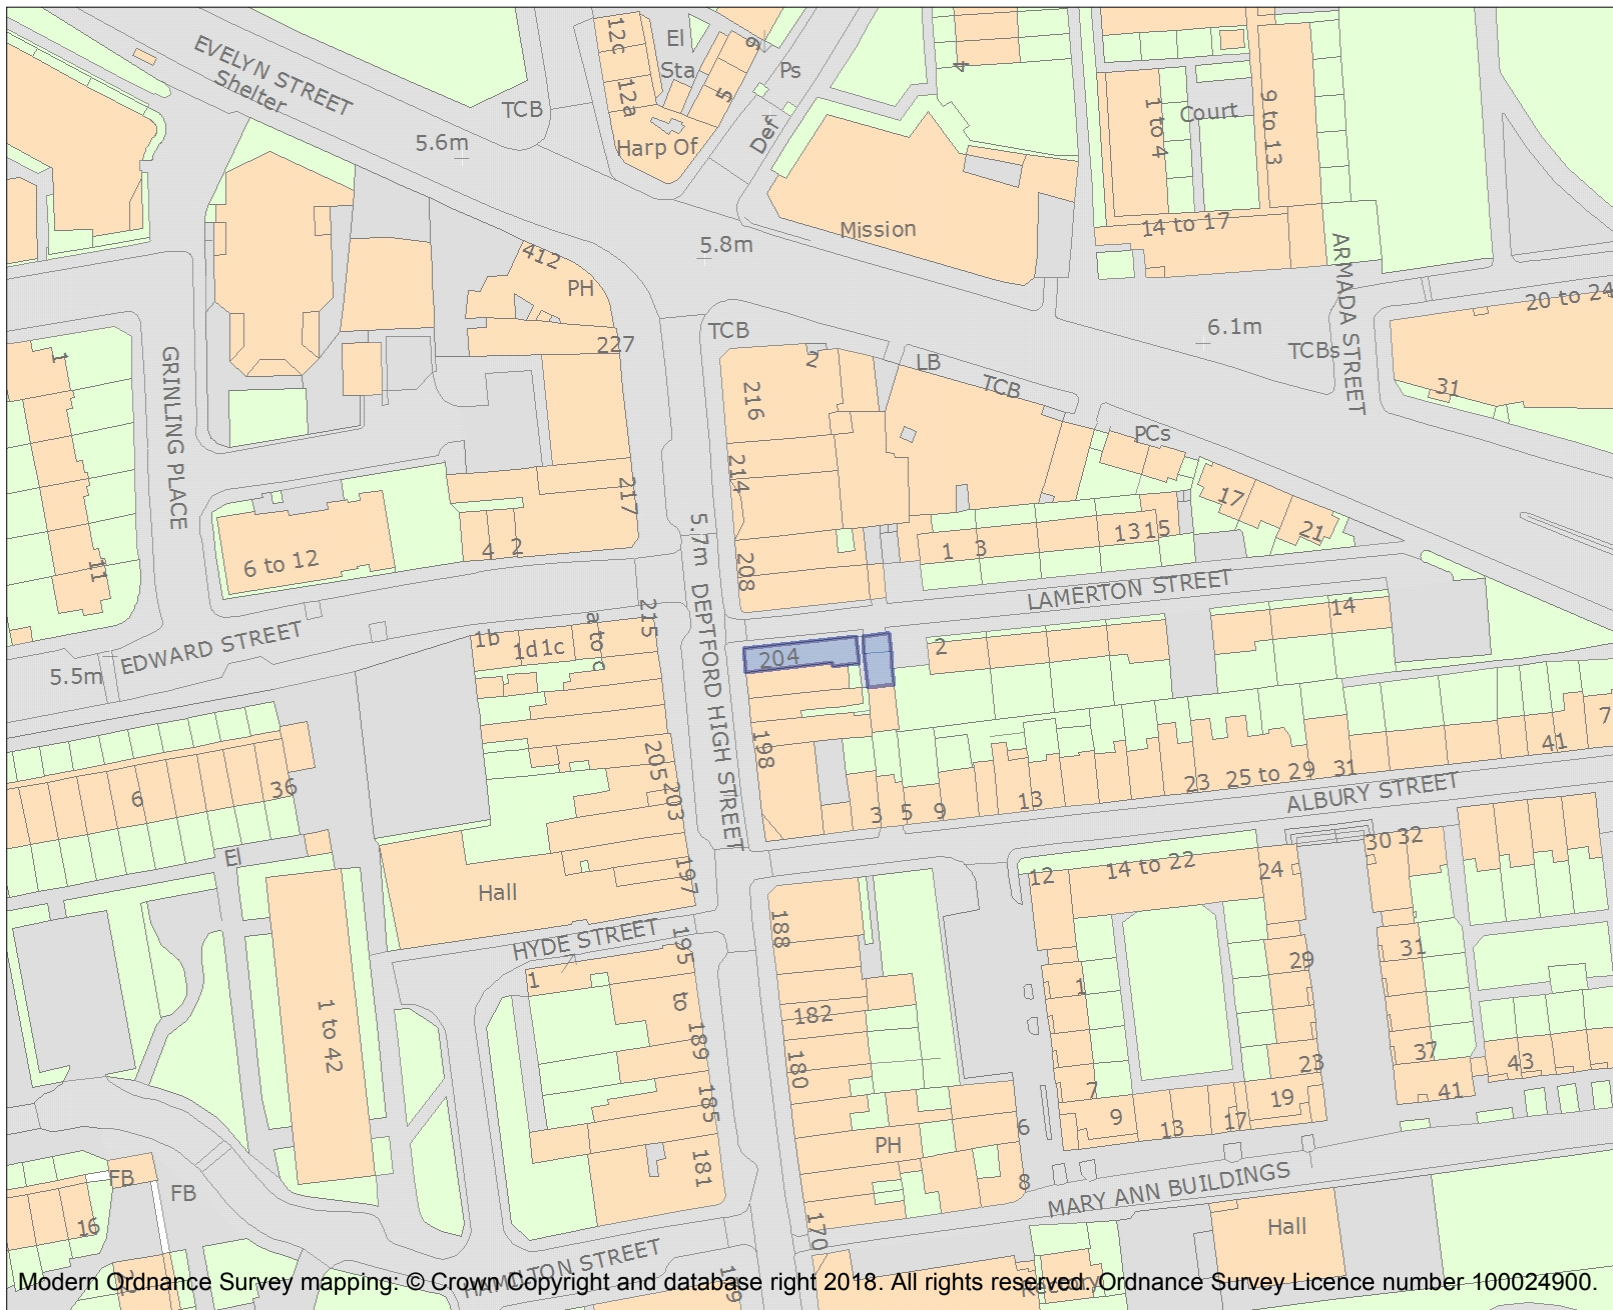 EVELYN STREET
Shelter
TCB
12c
12a
El
Sta
9
5
Ps
Def
Harp Of
4
1 to 4
Court
9 to 13
14 to 17
5.6m
5.8m
Mission
ARMADA STREET
20 to 24
412
PH
227
TCB
2
LB
TCB
6.1m
TCBs
31
GRINLING PLACE
1
11
216
214
217
PCs
17
21
6 to 12
4
2
5.7m
208
1
3
13
15
LAMERTON STREET
14
EDWARD STREET
5.5m
1b
1d
1c
a to c
215
DEPTFORD HIGH STREET
204
2
198
205
203
6
36
3
5
9
13
23
25 to 29
31
41
7
ALBURY STREET
El
Hall
197
12
14 to 22
24
30
32
HYDE STREET
188
195
to
189
1
182
180
1
29
31
1 to 42
185
181
PH
6
8
7
9
13
17
19
23
37
41
43
MARY ANN BUILDINGS
FB
FB
16
170
Hall
HAMILTON STREET
179
Rectory
Modern Ordnance Survey mapping: © Crown Copyright and database right 2018. All rights reserved. Ordnance Survey Licence number 100024900.